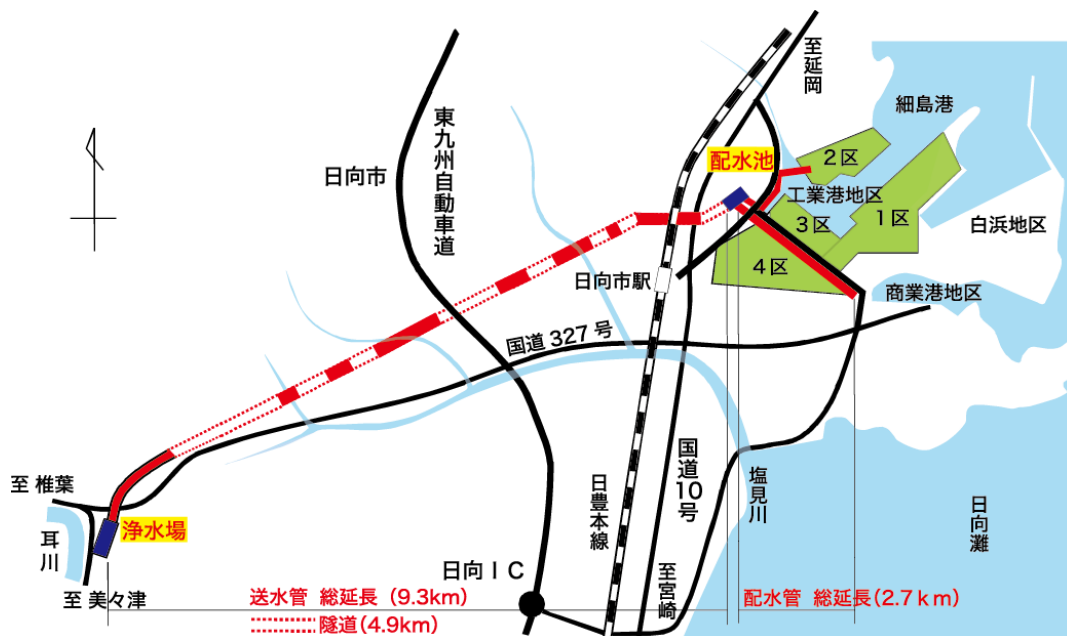 至延岡
細島港
東九州自動車道
配水池
2区
日向市
工業港地区
1区
3区
白浜地区
4区
日向市駅
商業港地区
国道 327 号
国道10号
至 椎葉
塩見川
日豊本線
日向灘
浄水場
耳川
日向IC
至宮崎
至 美々津
送水管 総延長 (9.3km)
配水管 総延長(2.7km)
隧道(4.9km)